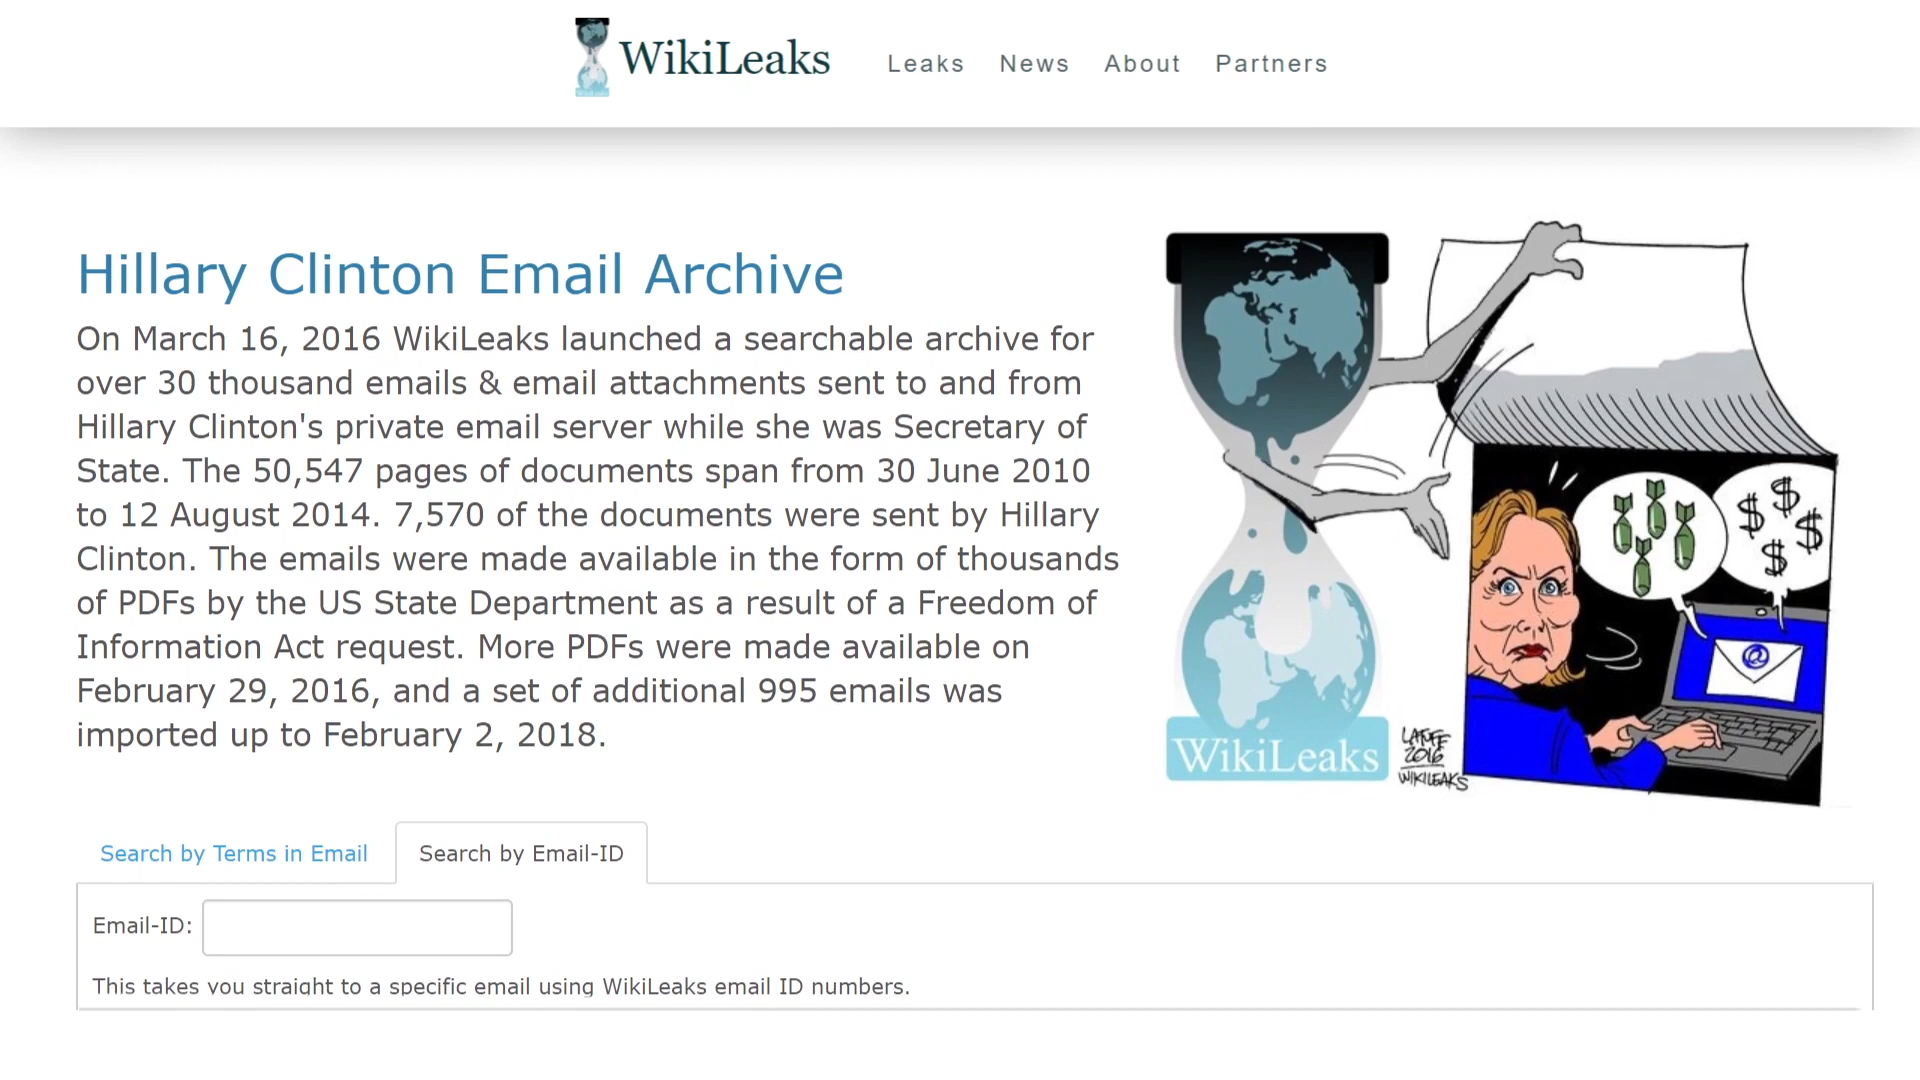 WikiLeaks
Leaks
News
About
Partners
Hillary Clinton Email Archive
On March 16, 2016 WikiLeaks launched a searchable archive for
over 30 thousand emails & email attachments sent to and from
Hillary Clinton's private email server while she was Secretary of
State. The 50,547 pages of documents span from 30 June 2010
to 12 August 2014. 7,570 of the documents were sent by Hillary
Clinton. The emails were made available in the form of thousands
of PDFs by the US State Department as a result of a Freedom of
Information Act request. More PDFs were made available on
February 29, 2016, and a set of additional 995 emails was
imported up to February 2, 2018.
$ $ $ $
@
WikiLeaks
LATUFF
2016
WIKILEAKS
Search by Terms in Email
Search by Email-ID
Email-ID:
This takes you straight to a specific email using WikiLeaks email ID numbers.